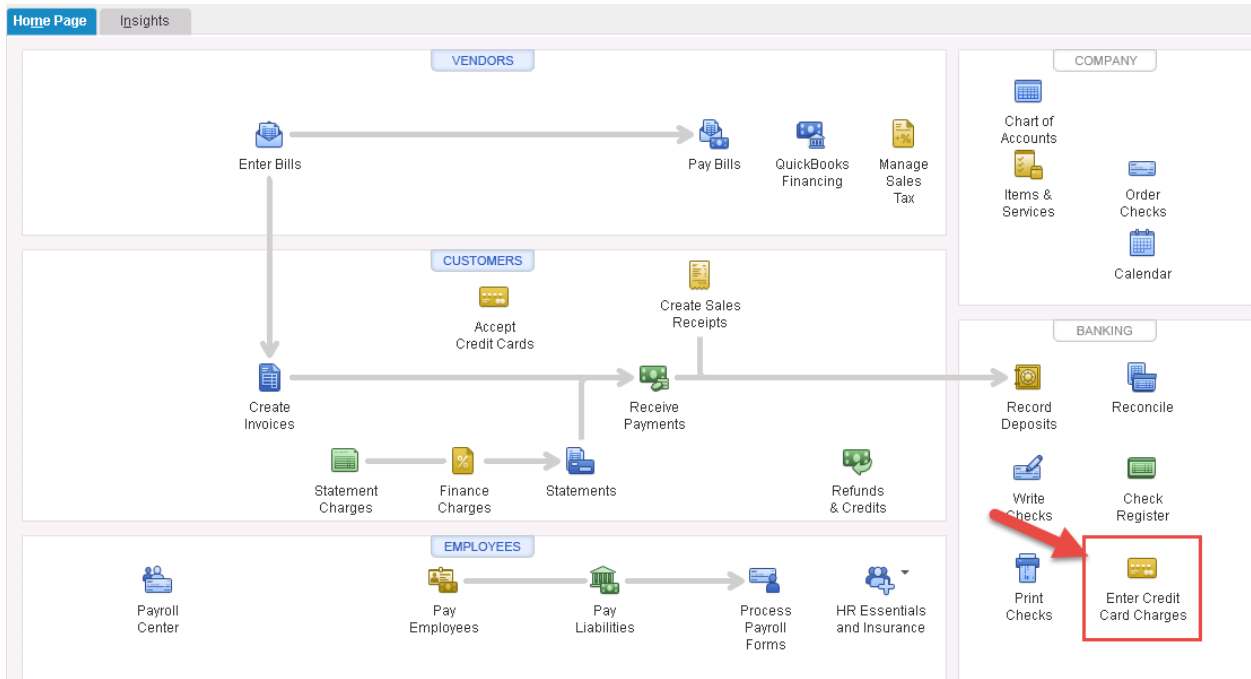 Home Page
Insights
VENDORS
Enter Bills
Pay Bills
QuickBooks
Financing
Manage
Sales
Tax
CUSTOMERS
Accept
Credit Cards
Create Sales
Receipts
Create
Invoices
Receive
Payments
Statement
Charges
Finance
Charges
Statements
Refunds
& Credits
EMPLOYEES
Payroll
Center
Pay
Employees
Pay
Liabilities
Process
Payroll
Forms
HR Essentials
and Insurance
COMPANY
Chart of
Accounts
Items &
Services
Order
Checks
Calendar
BANKING
Record
Deposits
Reconcile
Write
Checks
Check
Register
Print
Checks
Enter Credit
Card Charges